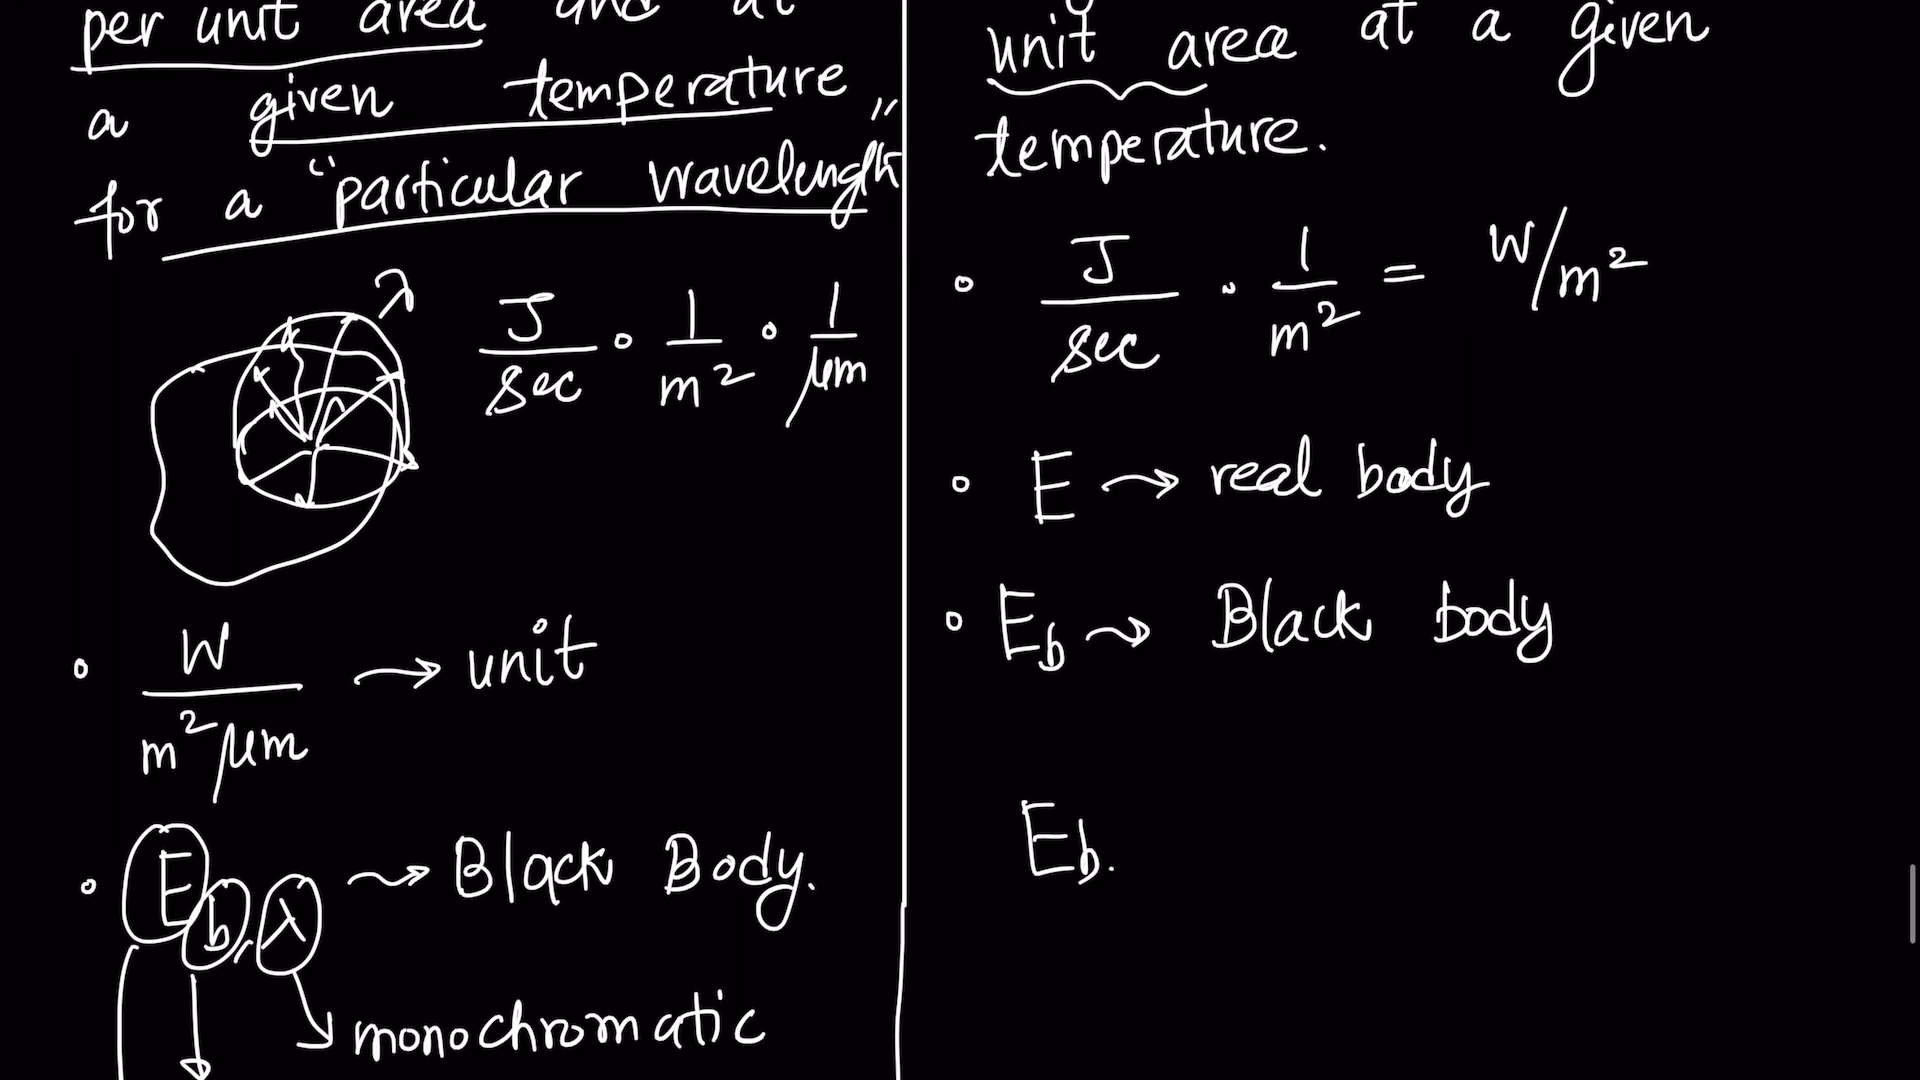 per unit area and at
a given temperature
for a "particular wavelength"
λ
J/sec · 1/m² · 1/μm
• W/m²μm → unit
• E b,λ → Black Body.
monochromatic
unit area at a given
temperature.
• J/sec · 1/m² = W/m²
• E → real body
• Eb → Black body
Eb.